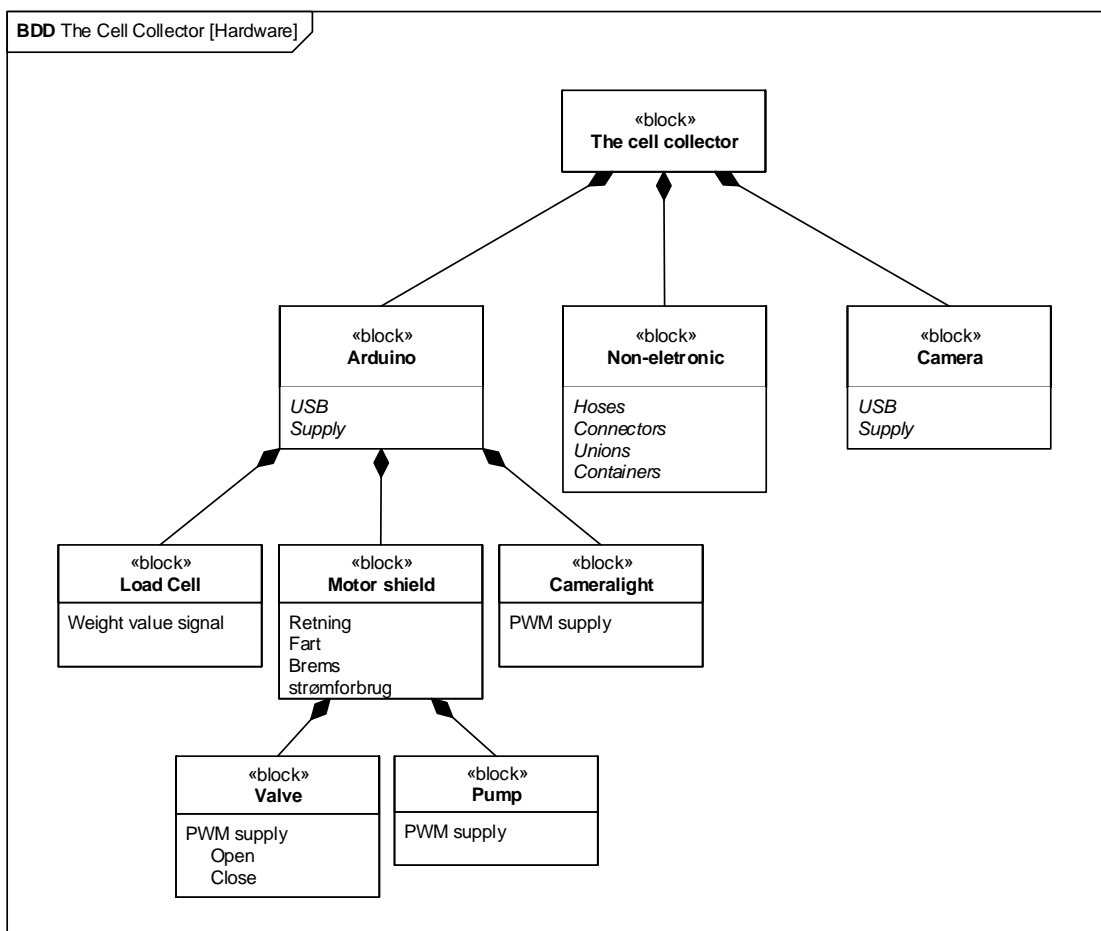 BDD The Cell Collector [Hardware]
«block»
The cell collector
«block»
Arduino
USB
Supply
«block»
Non-eletronic
Hoses
Connectors
Unions
Containers
«block»
Camera
USB
Supply
«block»
Load Cell
Weight value signal
«block»
Motor shield
Retning
Fart
Brems
strømforbrug
«block»
Cameralight
PWM supply
«block»
Valve
PWM supply
Open
Close
«block»
Pump
PWM supply